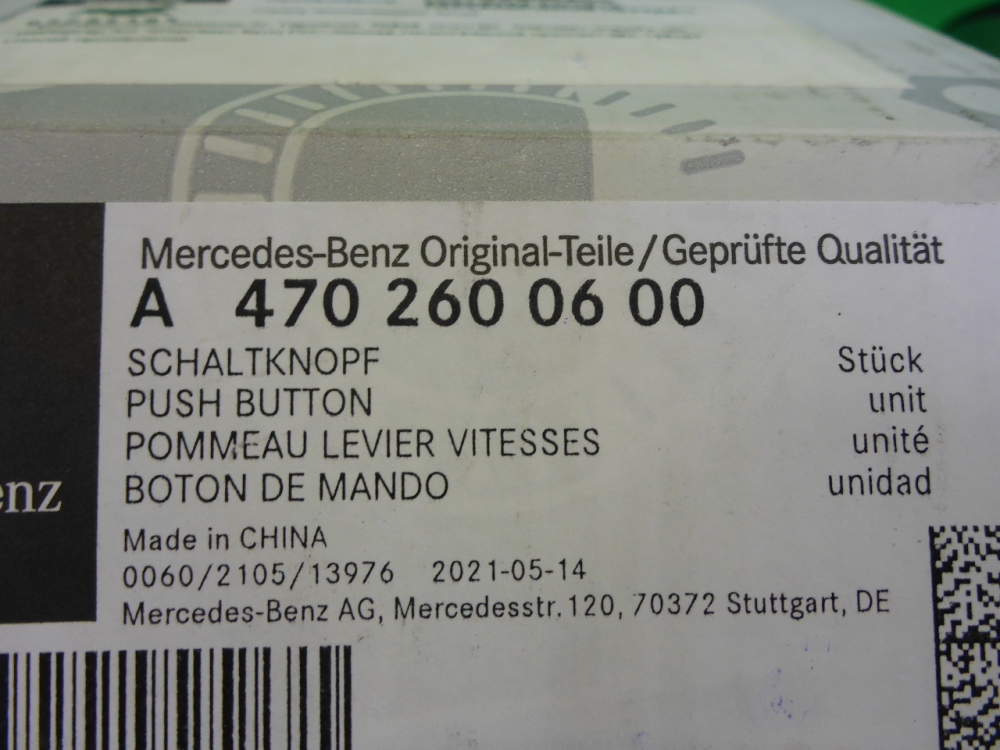 Mercedes-Benz Original-Teile/Geprüfte Qualität
A 470 260 06 00
SCHALTKNOPF Stück
PUSH BUTTON unit
POMMEAU LEVIER VITESSES unité
BOTON DE MANDO unidad
enz
Made in CHINA
0060/2105/13976 2021-05-14
Mercedes-Benz AG, Mercedesstr.120, 70372 Stuttgart, DE